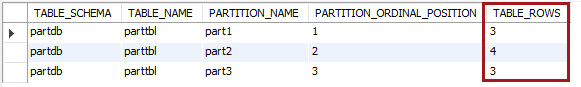 TABLE_SCHEMA TABLE_NAME PARTITION_NAME PARTITION_ORDINAL_POSITION TABLE_ROWS
partdb parttbl part1 1 3
partdb parttbl part2 2 4
partdb parttbl part3 3 3